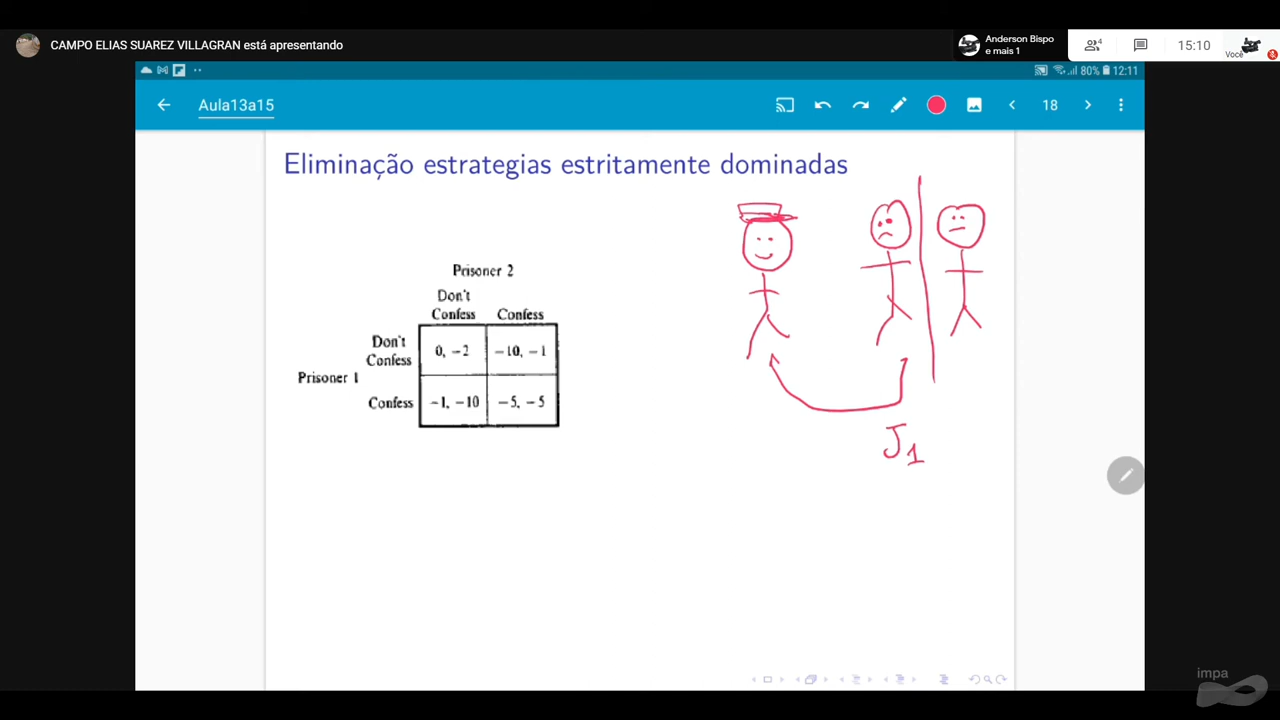 CAMPO ELIAS SUAREZ VILLAGRAN está apresentando
Anderson Bispo
e mais 1
4
15:10
Você
80% 12:11
Aula13a15
18
Eliminação estrategias estritamente dominadas
Prisoner 2
Don't
Confess Confess
Don't
Confess
0, −2 −10, −1
Prisoner 1
Confess −1, −10 −5, −5
J1
impa